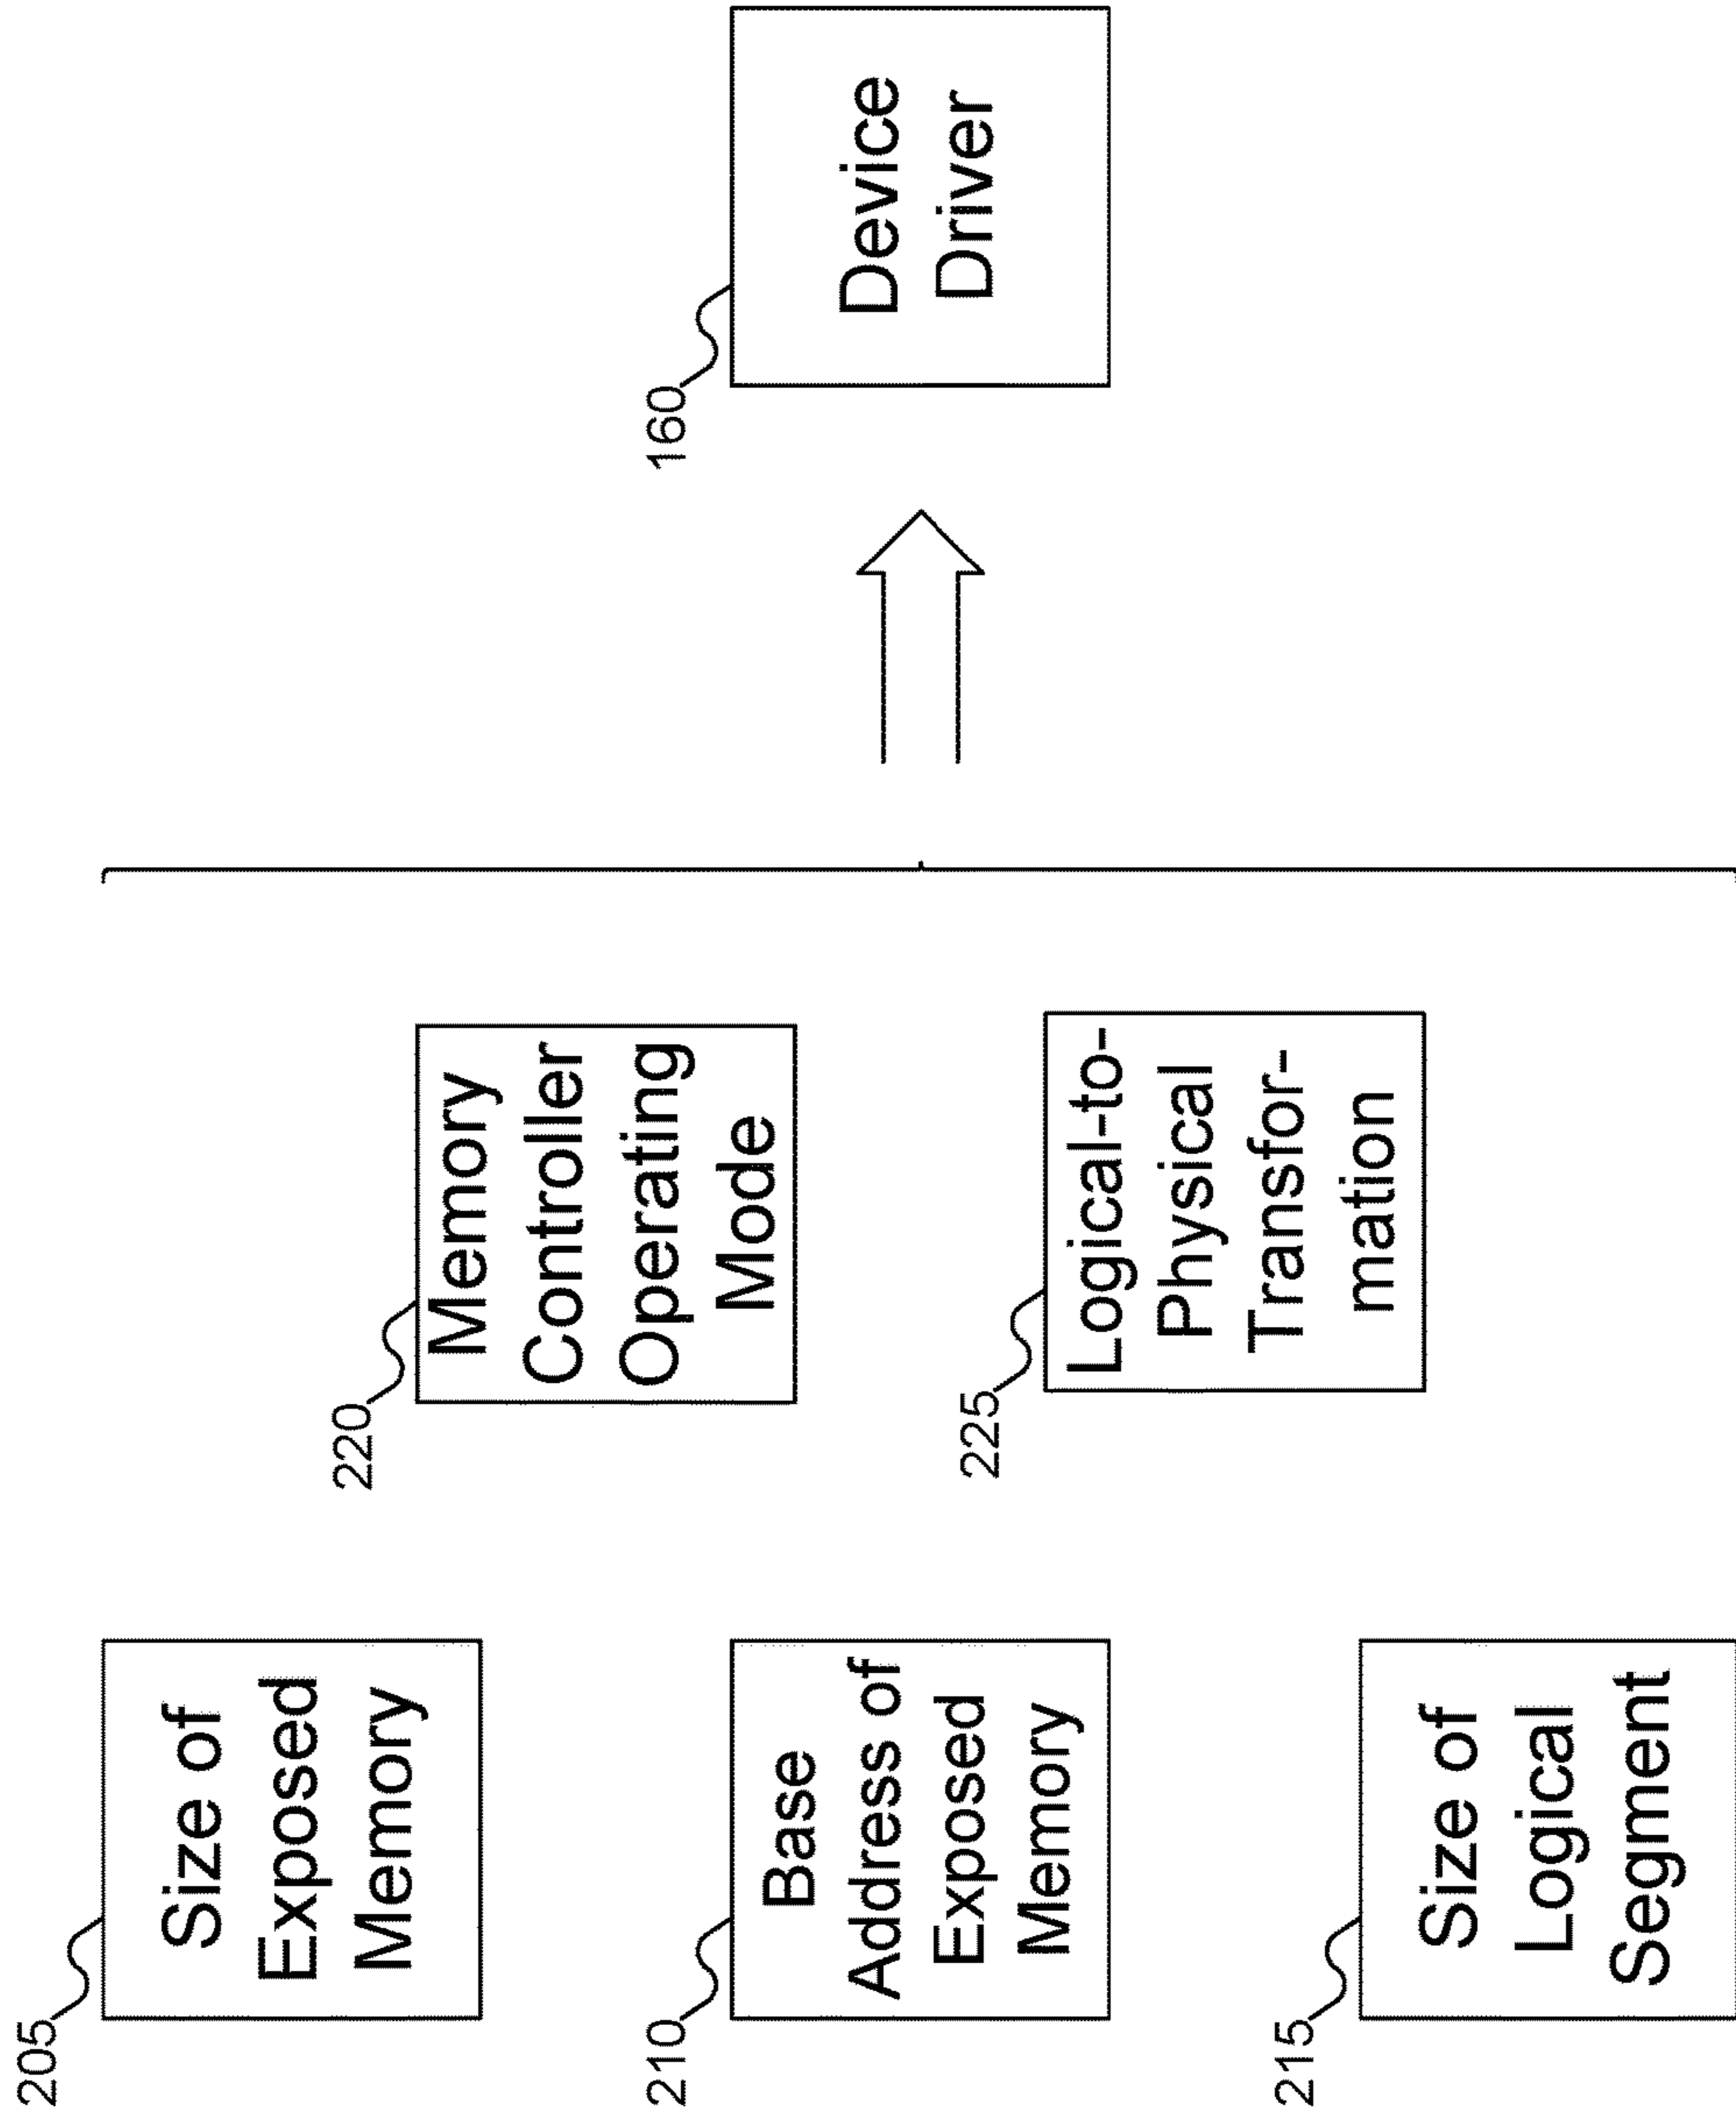 205
Size of
Exposed
Memory
210
Base
Address of
Exposed
Memory
215
Size of
Logical
Segment
220
Memory
Controller
Operating
Mode
225
Logical-to-
Physical
Transfor-
mation
160
Device
Driver